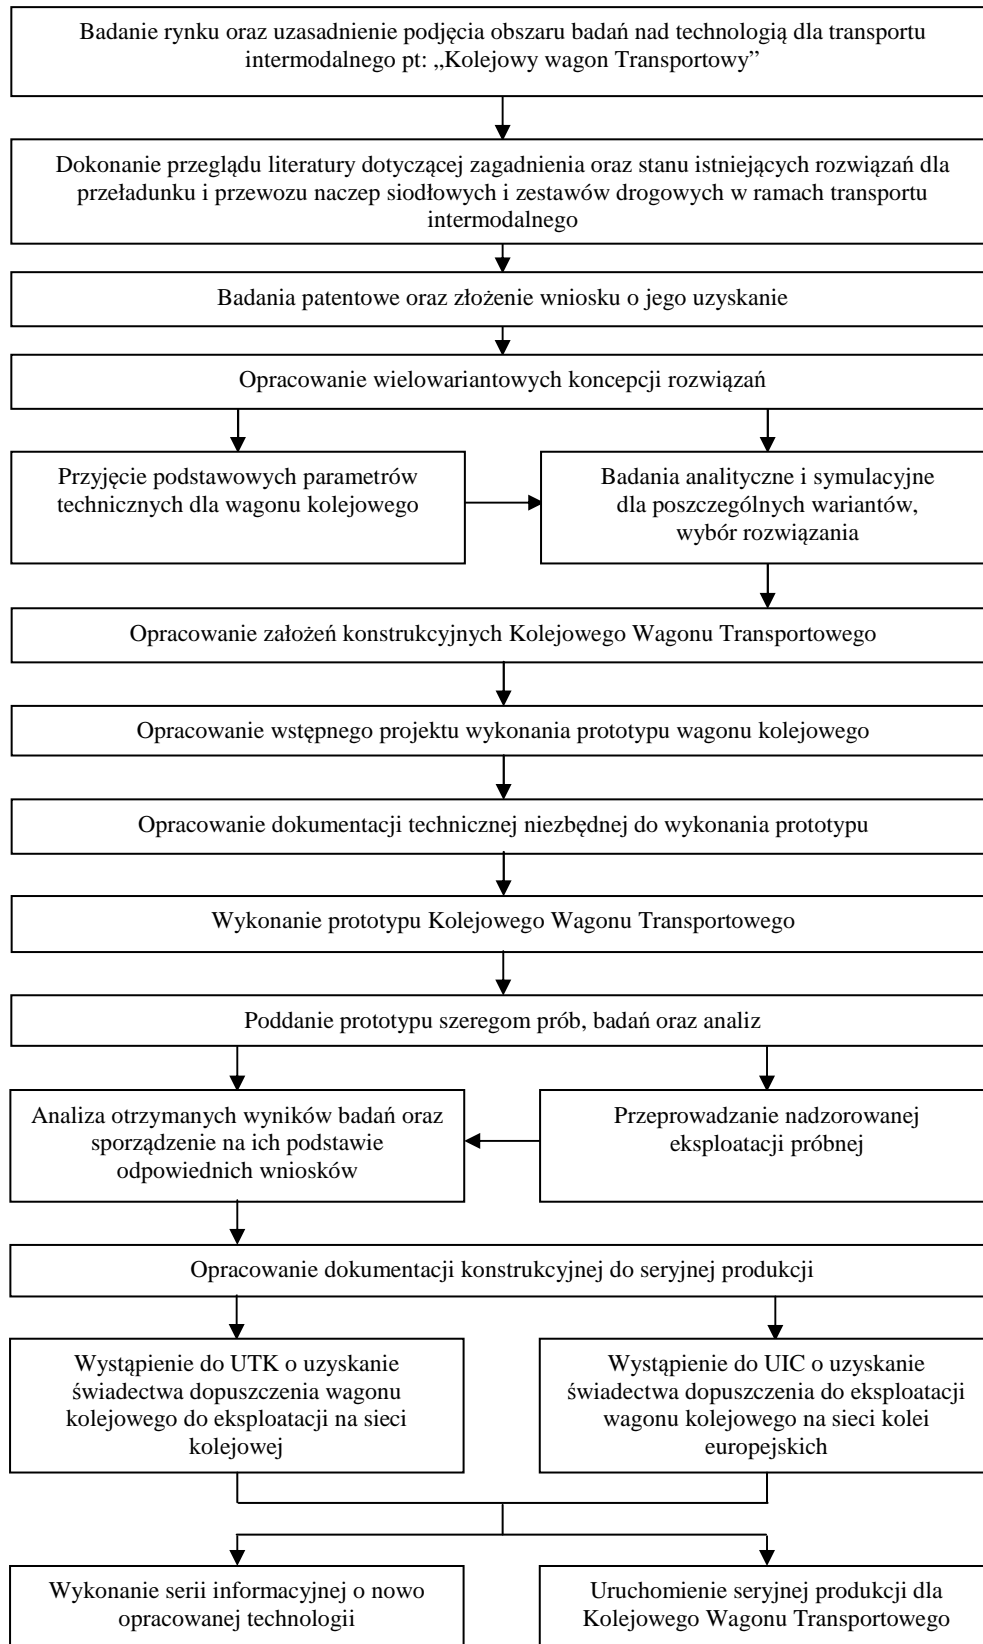 Badanie rynku oraz uzasadnienie podjęcia obszaru badań nad technologią dla transportu
intermodalnego pt: „Kolejowy wagon Transportowy”
Dokonanie przeglądu literatury dotyczącej zagadnienia oraz stanu istniejących rozwiązań dla
przeładunku i przewozu naczep siodłowych i zestawów drogowych w ramach transportu
intermodalnego
Badania patentowe oraz złożenie wniosku o jego uzyskanie
Opracowanie wielowariantowych koncepcji rozwiązań
Przyjęcie podstawowych parametrów
technicznych dla wagonu kolejowego
Badania analityczne i symulacyjne
dla poszczególnych wariantów,
wybór rozwiązania
Opracowanie założeń konstrukcyjnych Kolejowego Wagonu Transportowego
Opracowanie wstępnego projektu wykonania prototypu wagonu kolejowego
Opracowanie dokumentacji technicznej niezbędnej do wykonania prototypu
Wykonanie prototypu Kolejowego Wagonu Transportowego
Poddanie prototypu szeregom prób, badań oraz analiz
Analiza otrzymanych wyników badań oraz
sporządzenie na ich podstawie
odpowiednich wniosków
Przeprowadzanie nadzorowanej
eksploatacji próbnej
Opracowanie dokumentacji konstrukcyjnej do seryjnej produkcji
Wystąpienie do UTK o uzyskanie
świadectwa dopuszczenia wagonu
kolejowego do eksploatacji na sieci
kolejowej
Wystąpienie do UIC o uzyskanie
świadectwa dopuszczenia do eksploatacji
wagonu kolejowego na sieci kolei
europejskich
Wykonanie serii informacyjnej o nowo
opracowanej technologii
Uruchomienie seryjnej produkcji dla
Kolejowego Wagonu Transportowego